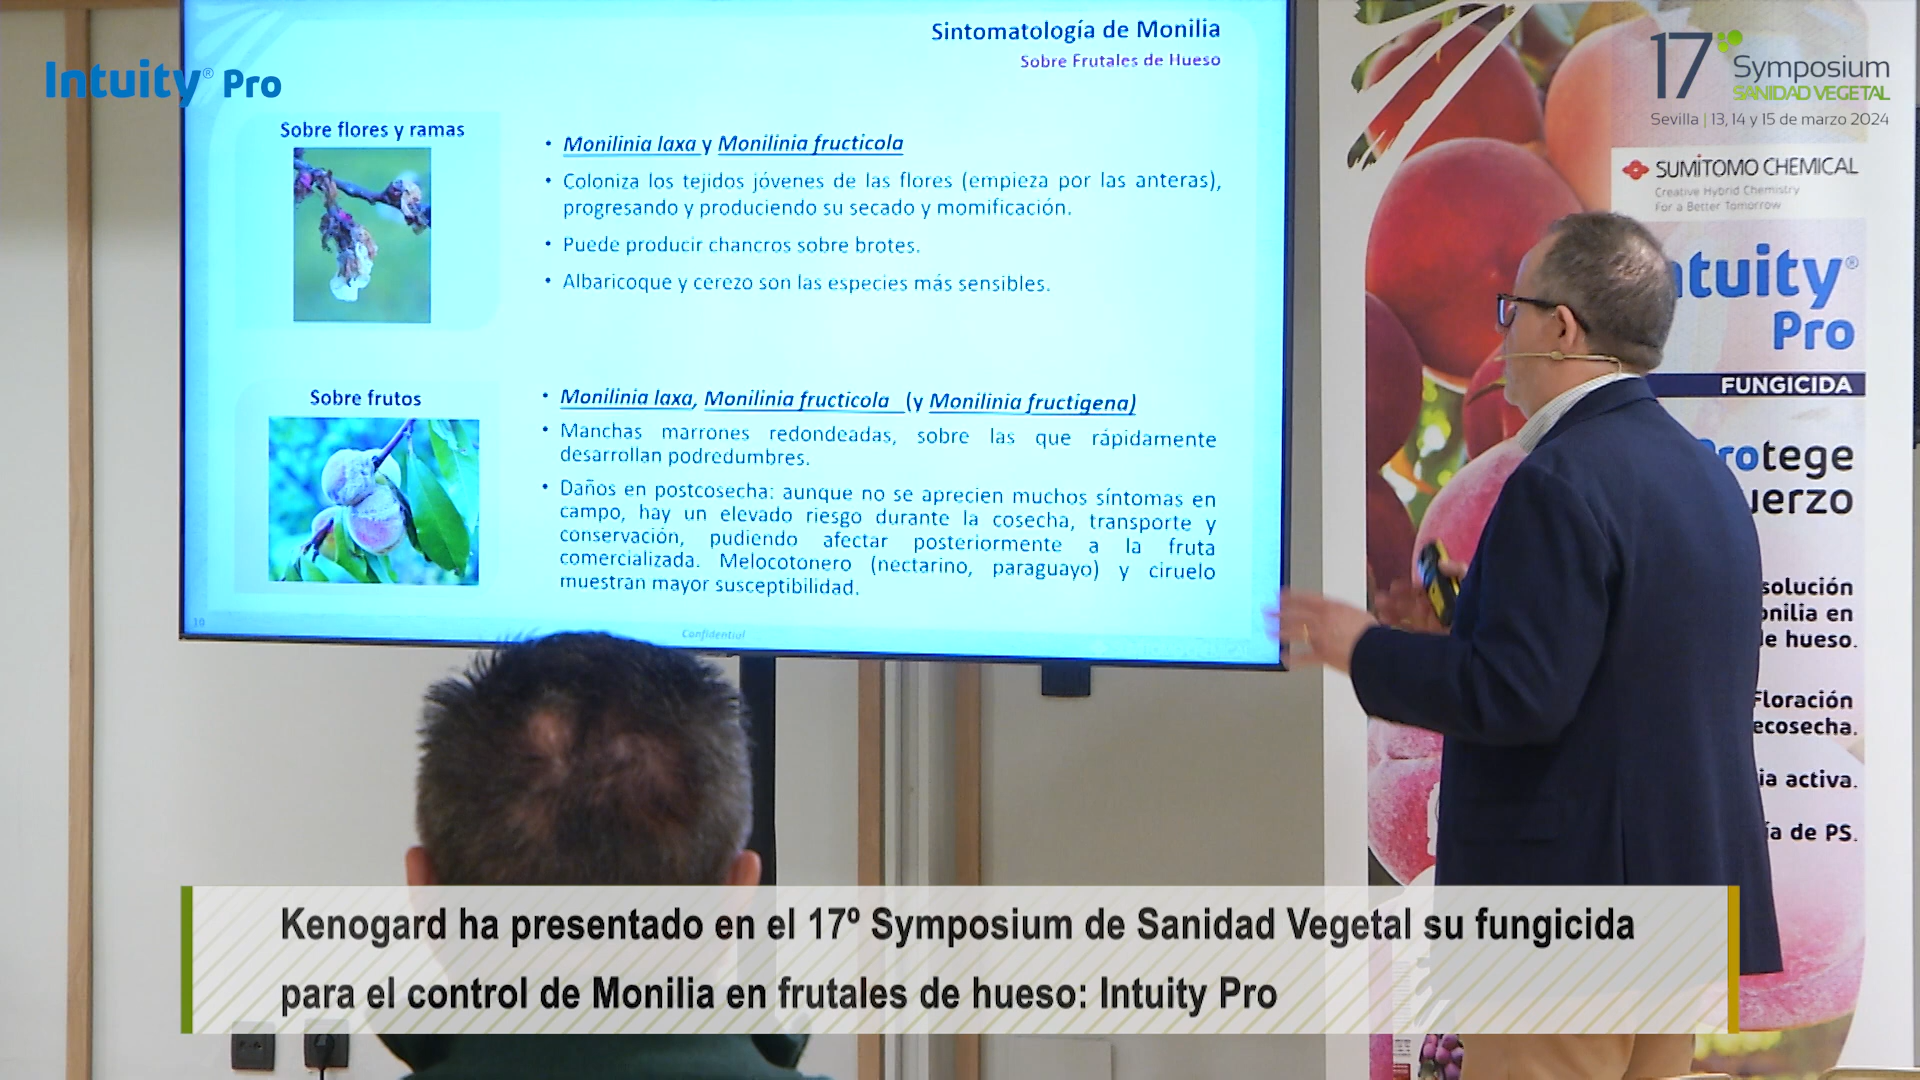 Intuity® Pro
Sintomatología de Monilia
Sobre Frutales de Hueso
Sobre flores y ramas
• Monilinia laxa y Monilinia fructicola
• Coloniza los tejidos jóvenes de las flores (empieza por las anteras),
progresando y produciendo su secado y momificación.
• Puede producir chancros sobre brotes.
• Albaricoque y cerezo son las especies más sensibles.
Sobre frutos
• Monilinia laxa, Monilinia fructicola (y Monilinia fructigena)
• Manchas marrones redondeadas, sobre las que rápidamente
desarrollan podredumbres.
• Daños en postcosecha: aunque no se aprecien muchos síntomas en
campo, hay un elevado riesgo durante la cosecha, transporte y
conservación, pudiendo afectar posteriormente a la fruta
comercializada. Melocotonero (nectarino, paraguayo) y ciruelo
muestran mayor susceptibilidad.
10
Confidential
17 Symposium
SANIDAD VEGETAL
Sevilla | 13, 14 y 15 de marzo 2024
SUMITOMO CHEMICAL
Creative Hybrid Chemistry
For a Better Tomorrow
ntuity®
Pro
FUNGICIDA
rotege
uerzo
solución
onilia en
de hueso.
Floración
ecosecha.
ia activa.
ía de PS.
Kenogard ha presentado en el 17º Symposium de Sanidad Vegetal su fungicida
para el control de Monilia en frutales de hueso: Intuity Pro